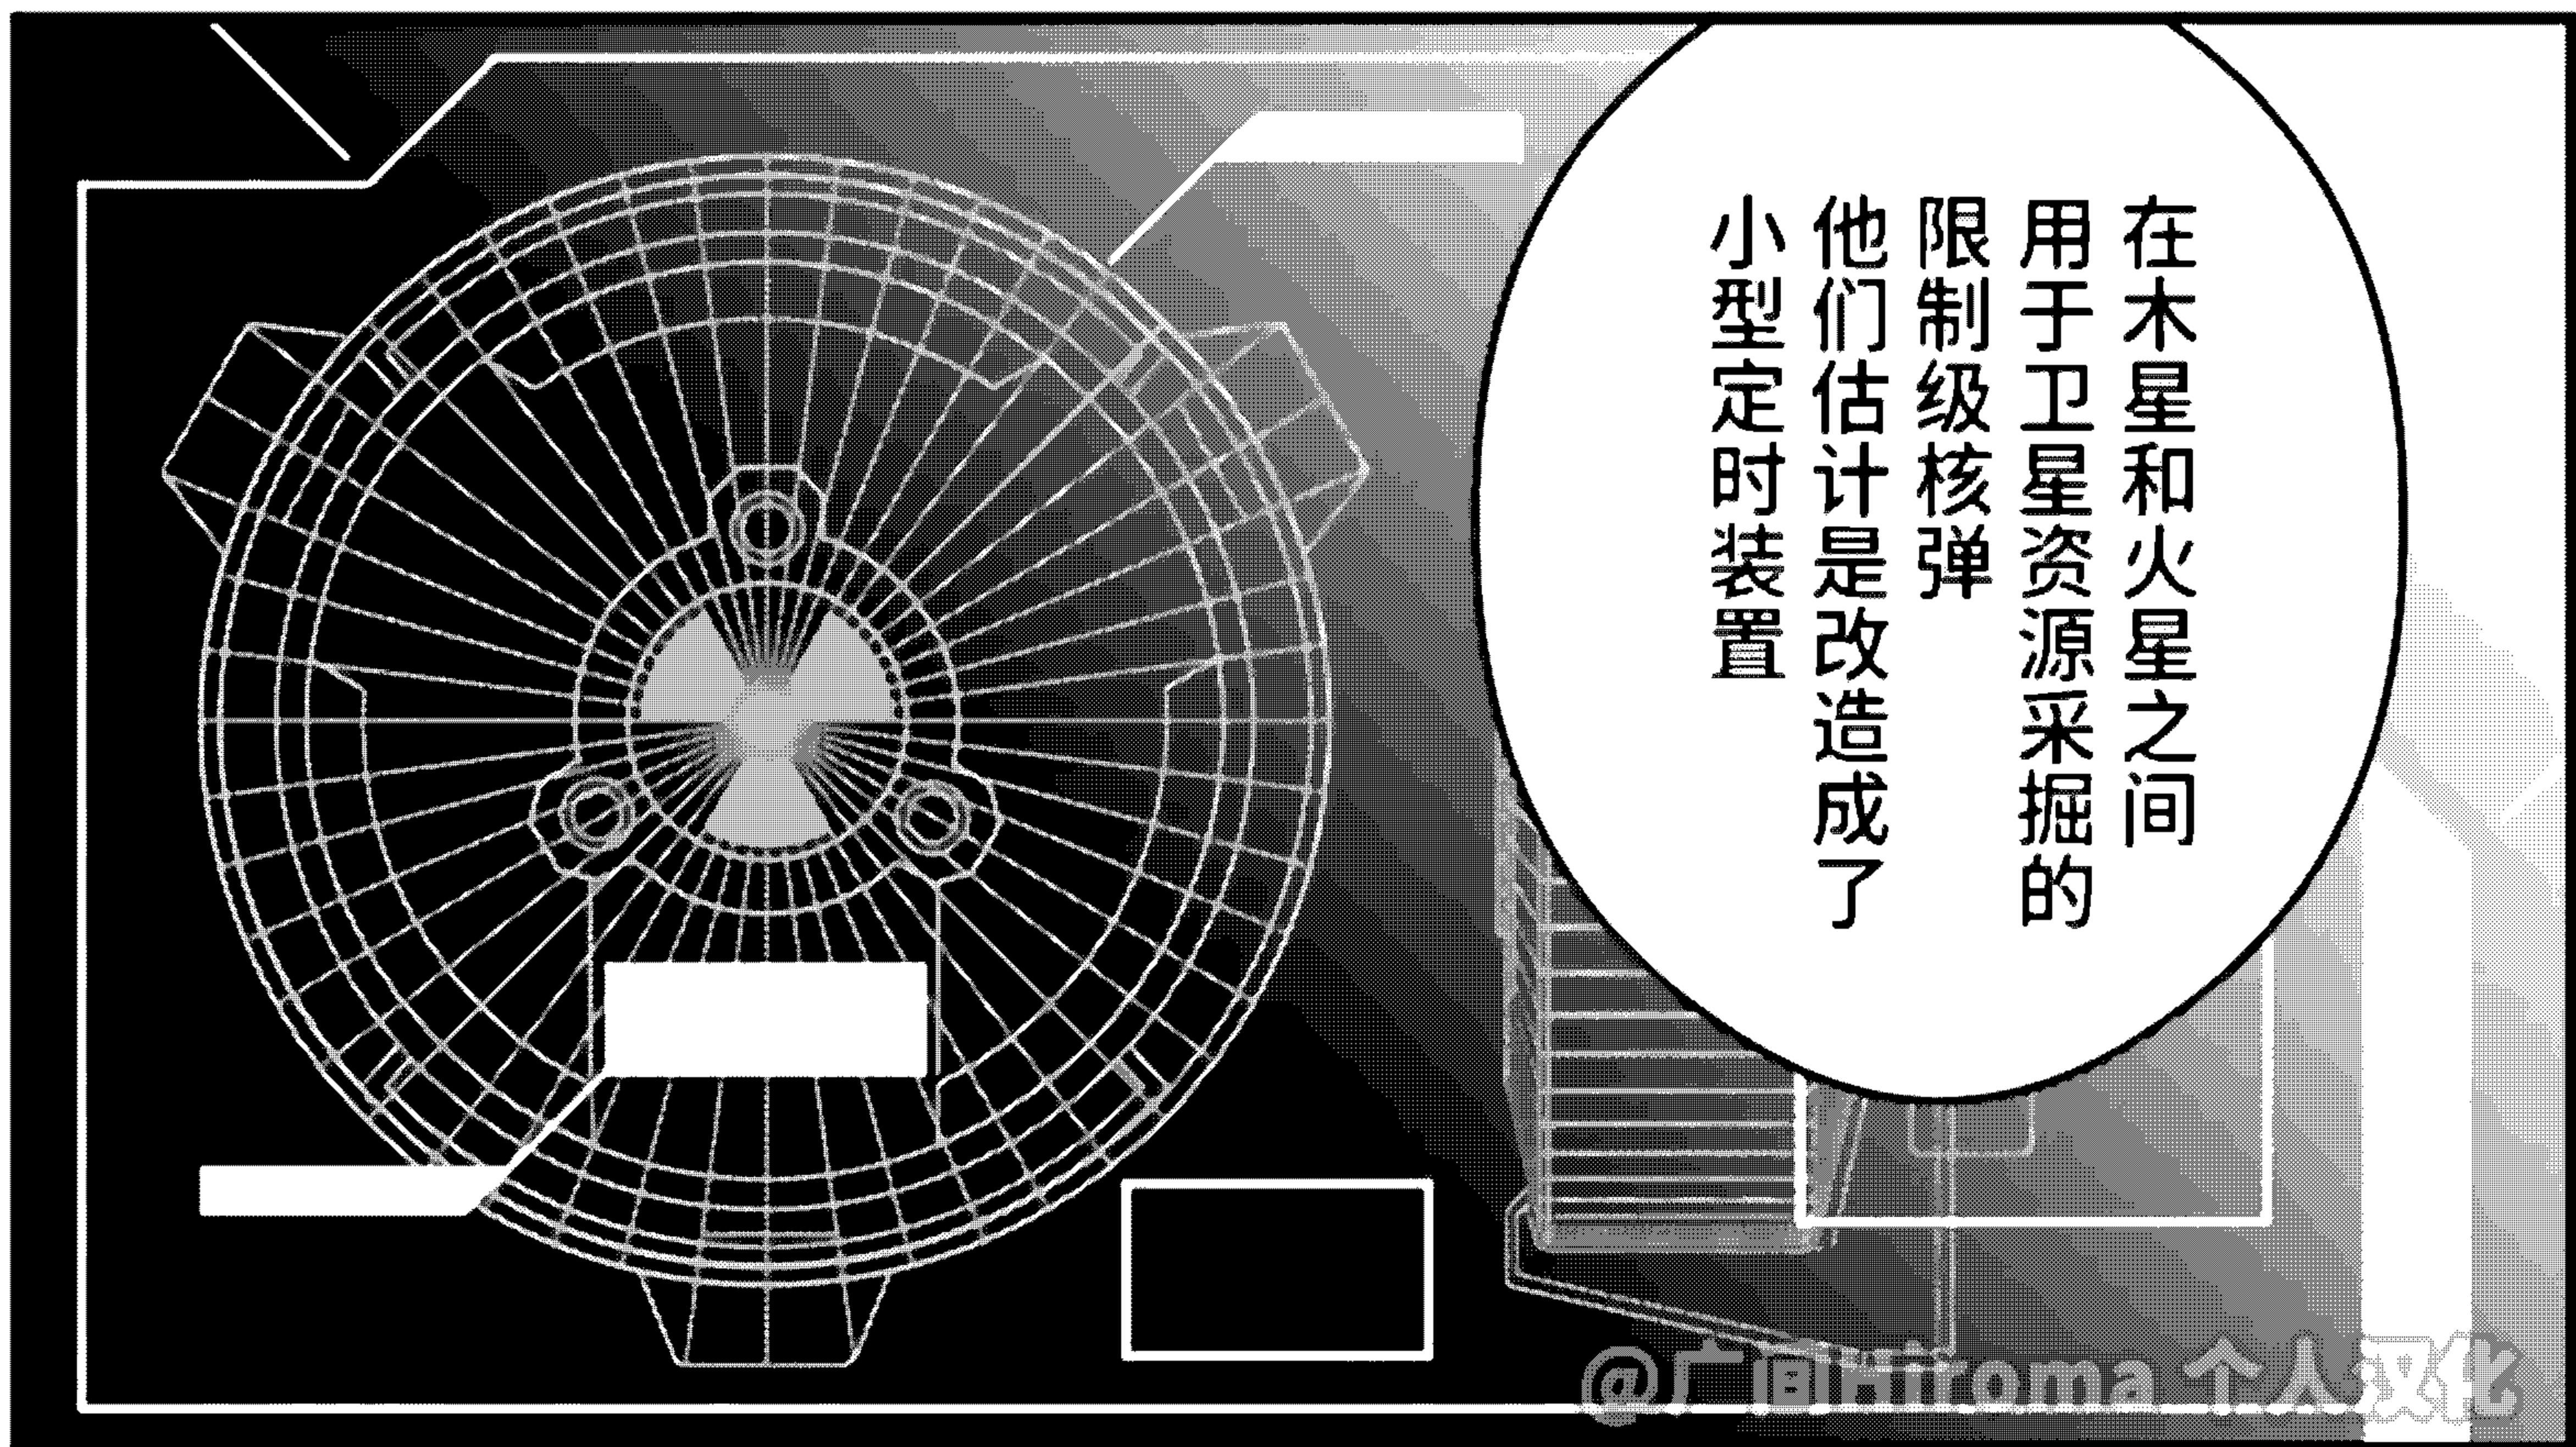 在木星和火星之间
用于卫星资源采掘的
限制级核弹
他们估计是改造成了
小型定时装置
@广间Hiroma 个人汉化